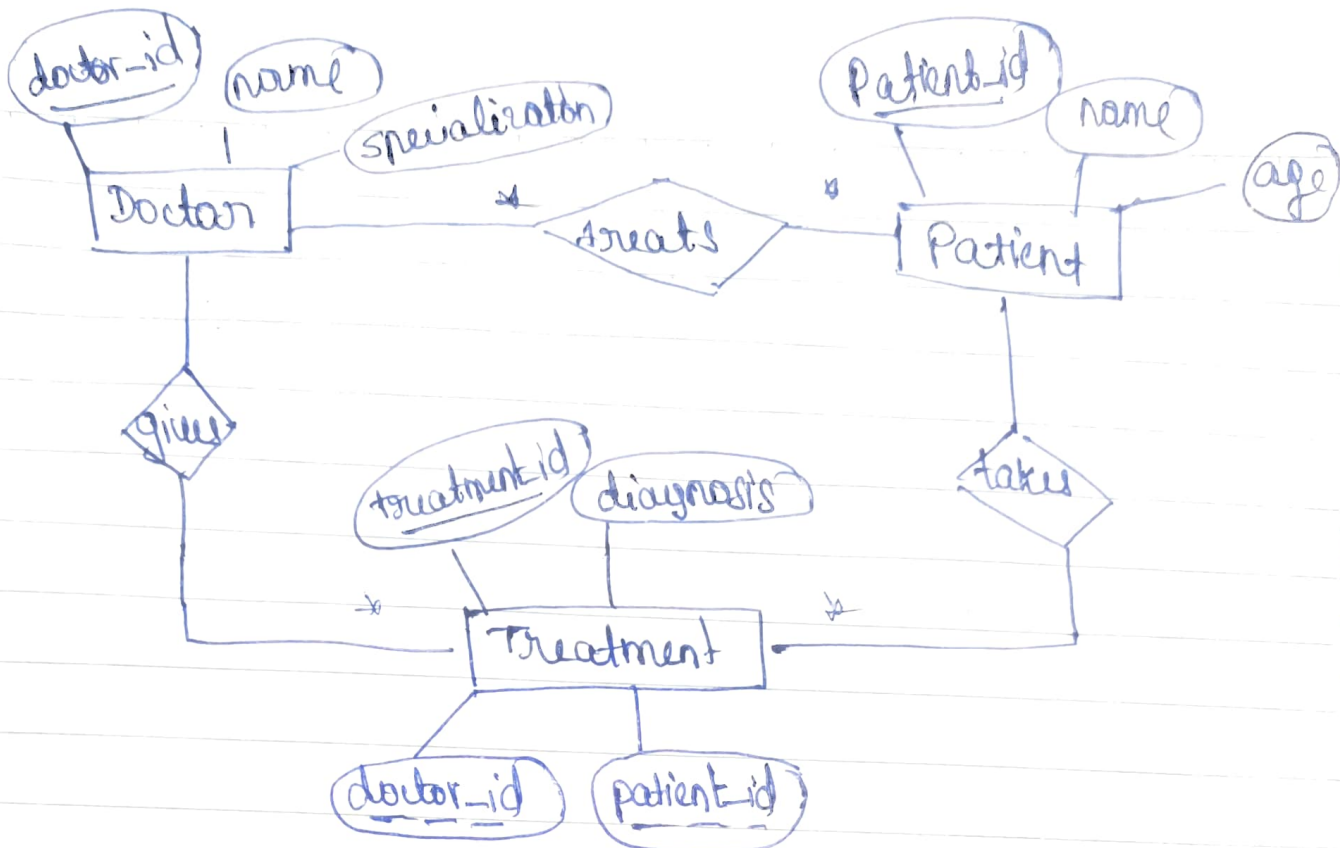 doctor_id
name
specialization
Patient_id
name
age
Doctor
*
treats
*
Patient
gives
takes
treatment_id
diagnosis
*
Treatment
*
doctor_id
patient_id